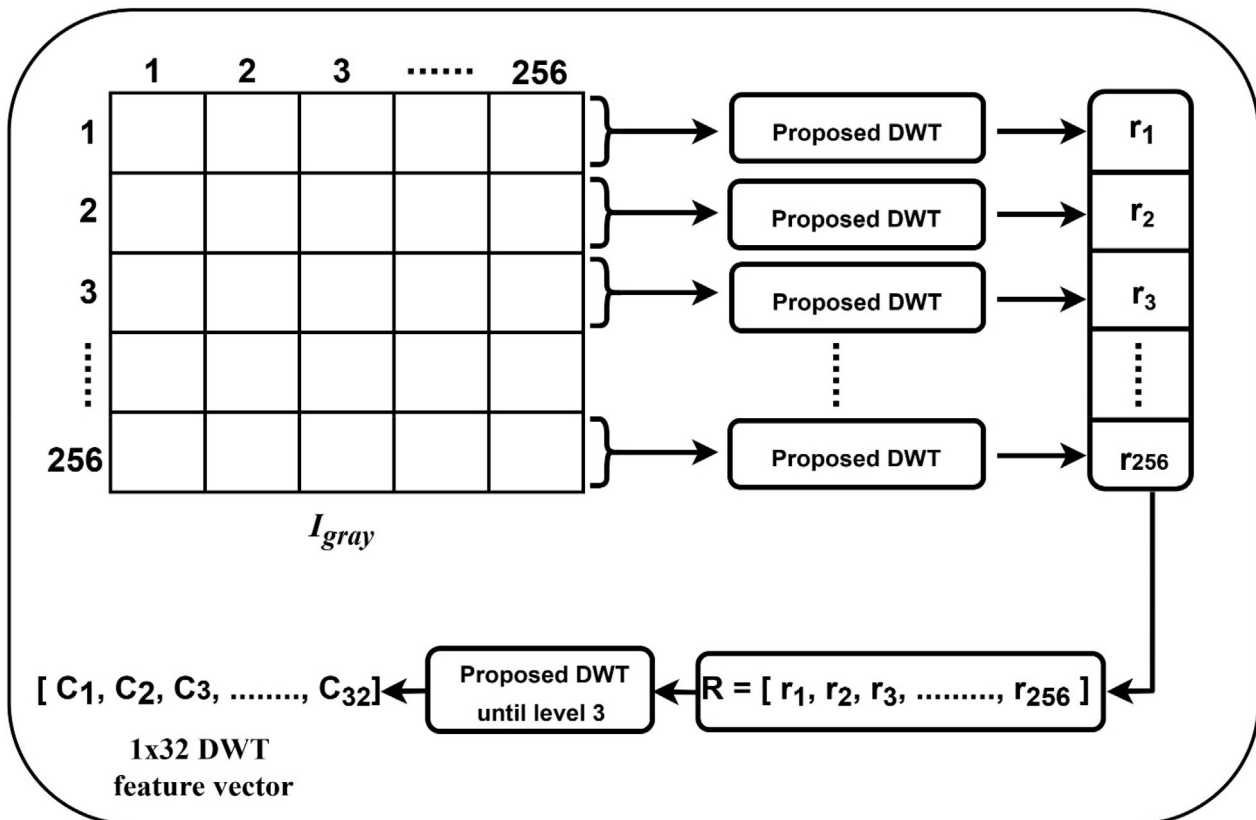 1 2 3 ...... 256
1 Proposed DWT r1
2 Proposed DWT r2
3 Proposed DWT r3
...... ...... ......
256 Proposed DWT r256
Igray
[ C1, C2, C3, ........, C32]
Proposed DWT
until level 3
R = [ r1, r2, r3, ........., r256 ]
1x32 DWT
feature vector